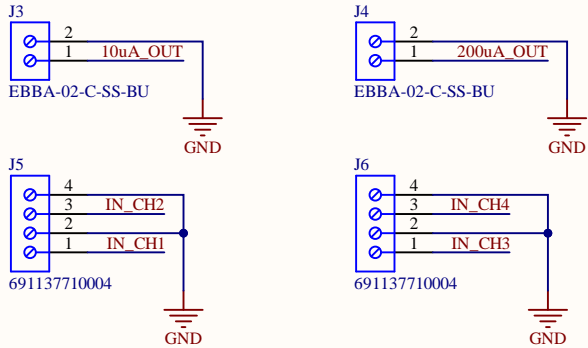 J3
2
1
10uA_OUT
EBBA-02-C-SS-BU
GND
J4
2
1
200uA_OUT
EBBA-02-C-SS-BU
GND
J5
4
3
IN_CH2
2
1
IN_CH1
691137710004
GND
J6
4
3
IN_CH4
2
1
IN_CH3
691137710004
GND